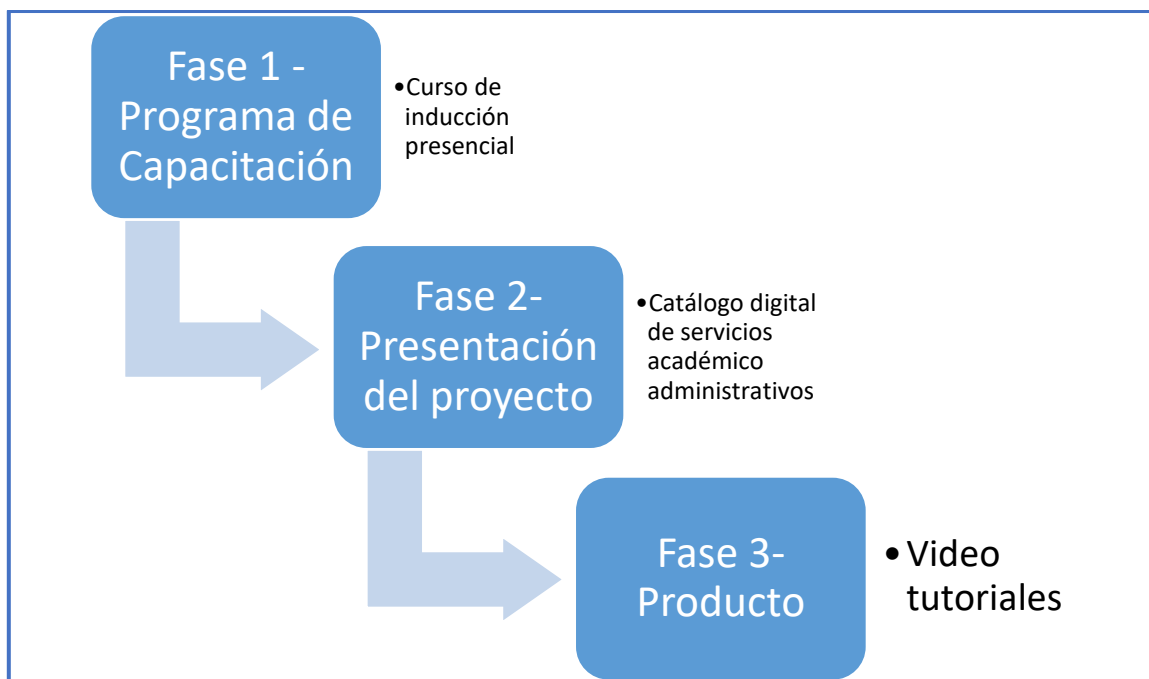 Fase 1 -
Programa de
Capacitación
•Curso de
inducción
presencial
Fase 2-
Presentación
del proyecto
•Catálogo digital
de servicios
académico
administrativos
Fase 3-
Producto
•Video
tutoriales